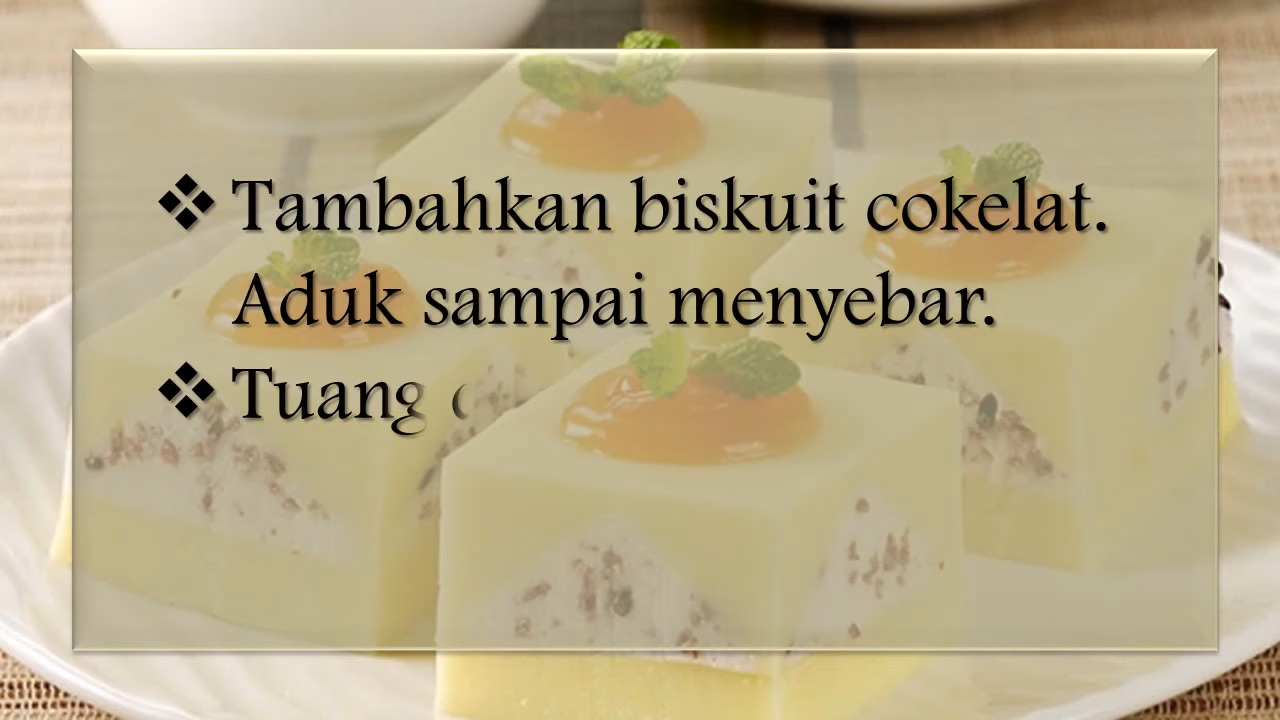 ❖ Tambahkan biskuit cokelat.
Aduk sampai menyebar.
❖ Tuang